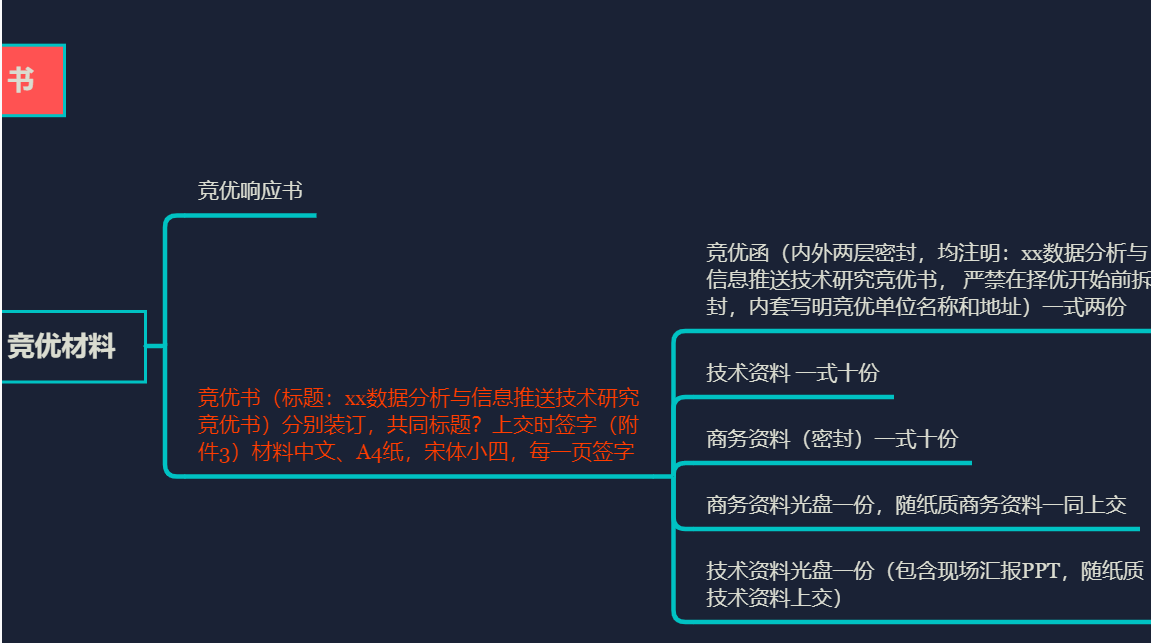 书
竞优响应书
竞优函（内外两层密封，均注明：xx数据分析与
信息推送技术研究竞优书， 严禁在择优开始前拆
封，内套写明竞优单位名称和地址）一式两份
竞优材料
技术资料 一式十份
竞优书（标题：xx数据分析与信息推送技术研究
竞优书）分别装订，共同标题？上交时签字（附
件3）材料中文、A4纸，宋体小四，每一页签字
商务资料（密封）一式十份
商务资料光盘一份，随纸质商务资料一同上交
技术资料光盘一份（包含现场汇报PPT，随纸质
技术资料上交）